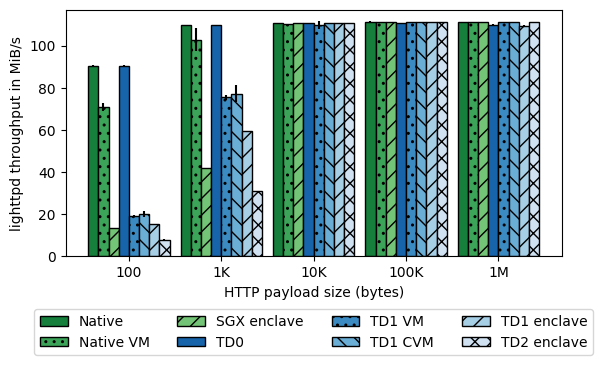 lighttpd throughput in MiB/s
100
80
60
40
20
0
100 1K 10K 100K 1M
HTTP payload size (bytes)
Native SGX enclave TD1 VM TD1 enclave
Native VM TD0 TD1 CVM TD2 enclave